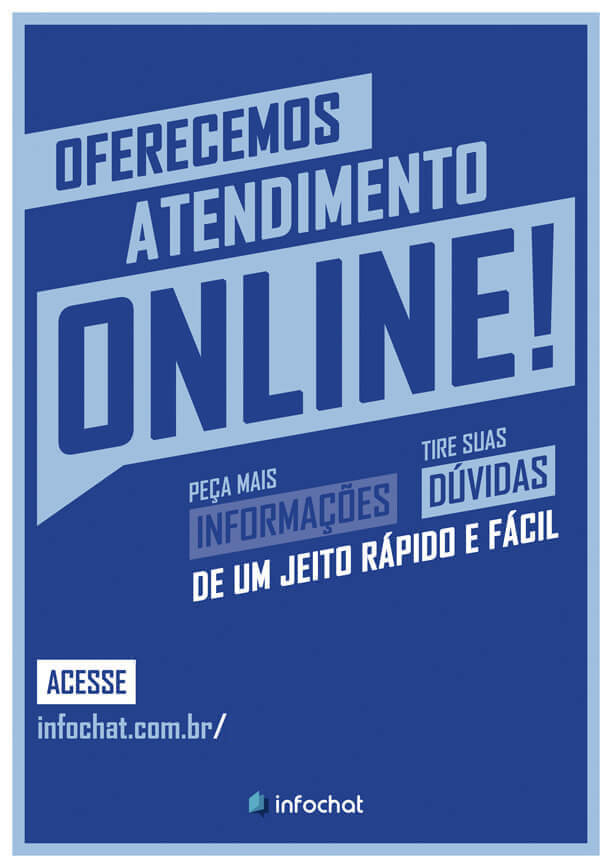 OFERECEMOS
ATENDIMENTO
ONLINE!
PEÇA MAIS
INFORMAÇÕES
TIRE SUAS
DÚVIDAS
DE UM JEITO RÁPIDO E FÁCIL
ACESSE
infochat.com.br/
infochat